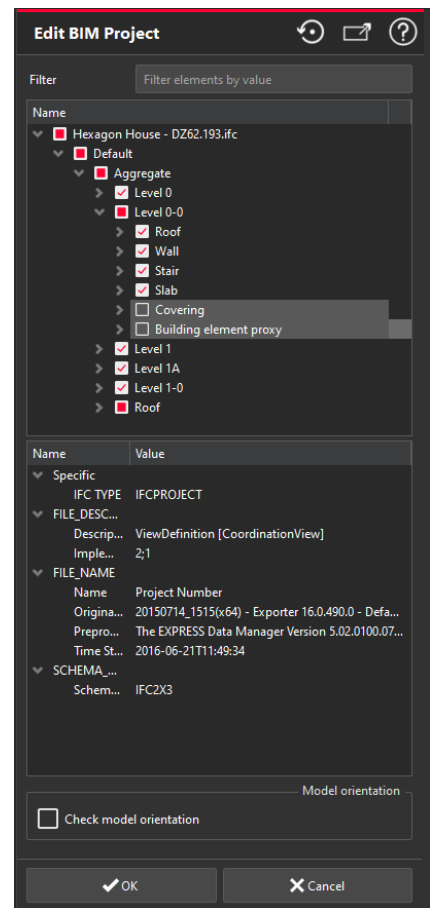 Edit BIM Project
Filter Filter elements by value
Name
Hexagon House - DZ62.193.ifc
Default
Aggregate
Level 0
Level 0-0
Roof
Wall
Stair
Slab
Covering
Building element proxy
Level 1
Level 1A
Level 1-0
Roof
Name Value
Specific
IFC TYPE IFCPROJECT
FILE_DESC...
Descrip... ViewDefinition [CoordinationView]
Imple... 2;1
FILE_NAME
Name Project Number
Origina... 20150714_1515(x64) - Exporter 16.0.490.0 - Defa...
Prepro... The EXPRESS Data Manager Version 5.02.0100.07...
Time St... 2016-06-21T11:49:34
SCHEMA_...
Schem... IFC2X3
Model orientation
Check model orientation
OK Cancel